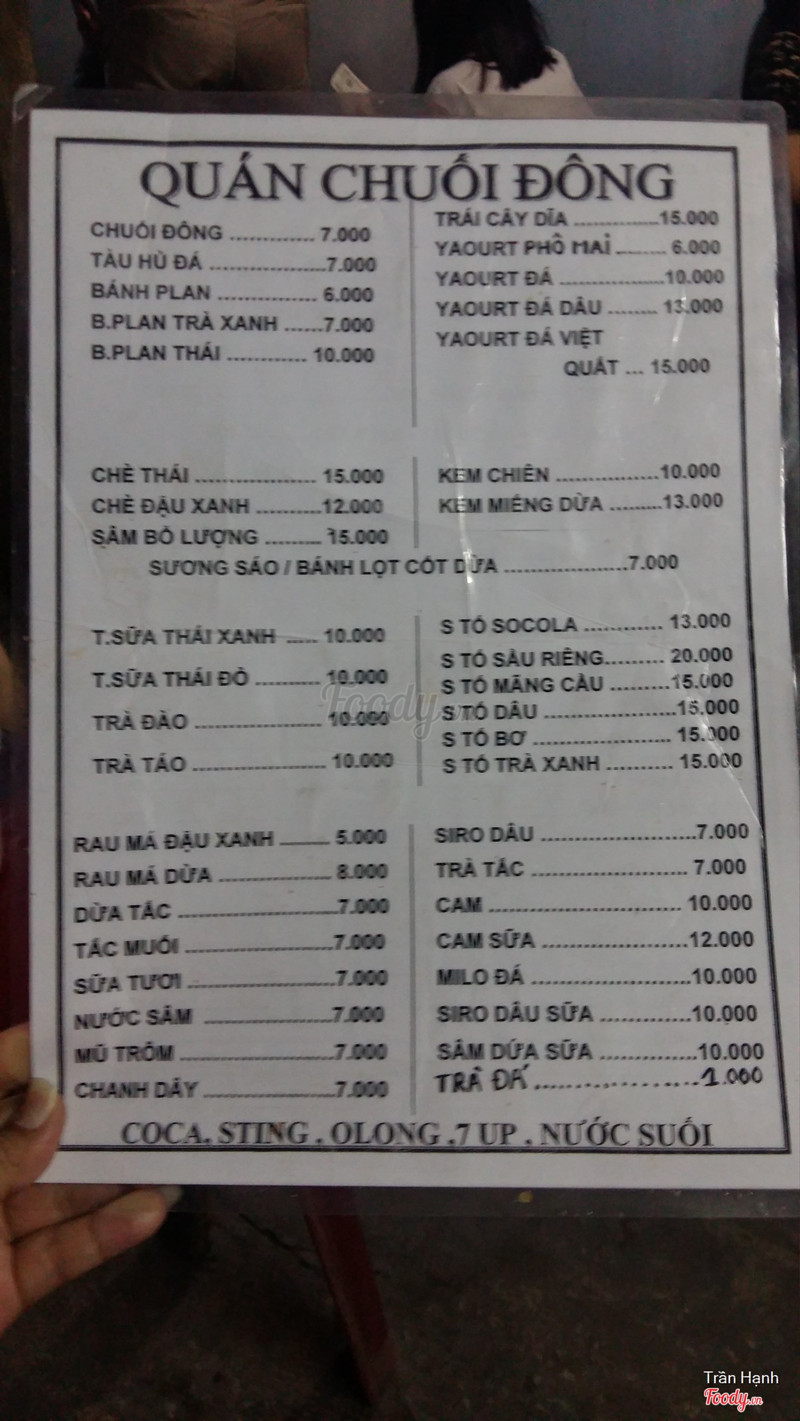 QUÁN CHUỐI ĐÔNG
CHUỐI ĐÔNG .............. 7.000
TÀU HÙ ĐÁ ...................7.000
BÁNH PLAN ................ 6.000
B.PLAN TRÀ XANH ......7.000
B.PLAN THÁI ............. 10.000
TRÁI CÂY DĨA ..............15.000
YAOURT PHÔ MAI ......... 6.000
YAOURT ĐÁ .................10.000
YAOURT ĐÁ DÂU ........ 13.000
YAOURT ĐÁ VIỆT
QUẤT ... 15.000
CHÈ THÁI .................... 15.000
CHÈ ĐẬU XANH ...........12.000
SÂM BỔ LƯỢNG ......... 15.000
KEM CHIÊN .................10.000
KEM MIẾNG DỪA .........13.000
SƯƠNG SÁO / BÁNH LỌT CỐT DỪA ....................7.000
T.SỮA THÁI XANH ...... 10.000
T.SỮA THÁI ĐỎ ........... 10.000
TRÀ ĐÀO ...................... 10.000
TRÀ TÁO ...................... 10.000
S TỐ SOCOLA ............. 13.000
S TỐ SẦU RIÊNG.......... 20.000
S TỐ MÃNG CẦU ..........15.000
S TỐ DÂU ......................15.000
S TỐ BƠ ....................... 15.000
S TỐ TRÀ XANH ........... 15.000
RAU MÁ ĐẬU XANH ......... 5.000
RAU MÁ DỪA ................... 8.000
DỪA TẮC ..........................7.000
TẮC MUỐI ........................7.000
SỮA TƯƠI ........................7.000
NƯỚC SÂM .....................7.000
MŨ TRÔM .........................7.000
CHANH DÂY .....................7.000
SIRO DÂU ..........................7.000
TRÀ TẮC .......................... 7.000
CAM ................................ 10.000
CAM SỮA .........................12.000
MILO ĐÁ ...........................10.000
SIRO DÂU SỮA ...............10.000
SÂM DỨA SỮA ................10.000
TRÀ ĐÁ ......................1.000
COCA. STING . OLONG .7 UP . NƯỚC SUỐI
Foody
Trần Hạnh
Foody.vn